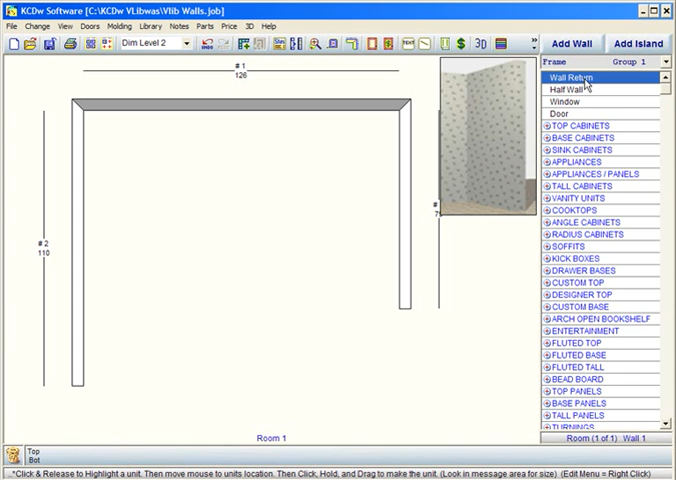 KCDw Software [C:\KCDw VLibwas\Vlib Walls.job]
File Change View Doors Molding Library Notes Parts Price 3D Help
Dim Level 2
TEXT
$
3D
Add Wall
Add Island
Frame Group 1
Wall Return
Half Wall
Window
Door
TOP CABINETS
BASE CABINETS
SINK CABINETS
APPLIANCES
APPLIANCES / PANELS
TALL CABINETS
VANITY UNITS
COOKTOPS
ANGLE CABINETS
RADIUS CABINETS
SOFFITS
KICK BOXES
DRAWER BASES
CUSTOM TOP
DESIGNER TOP
CUSTOM BASE
ARCH OPEN BOOKSHELF
ENTERTAINMENT
FLUTED TOP
FLUTED BASE
FLUTED TALL
BEAD BOARD
TOP PANELS
BASE PANELS
TALL PANELS
TURNINGS
# 1
126
# 2
110
#
Room 1
Room (1 of 1) Wall 1
Top
Bot
*Click & Release to Highlight a unit. Then move mouse to units location. Then Click, Hold, and Drag to make the unit. (Look in message area for size) (Edit Menu = Right Click)